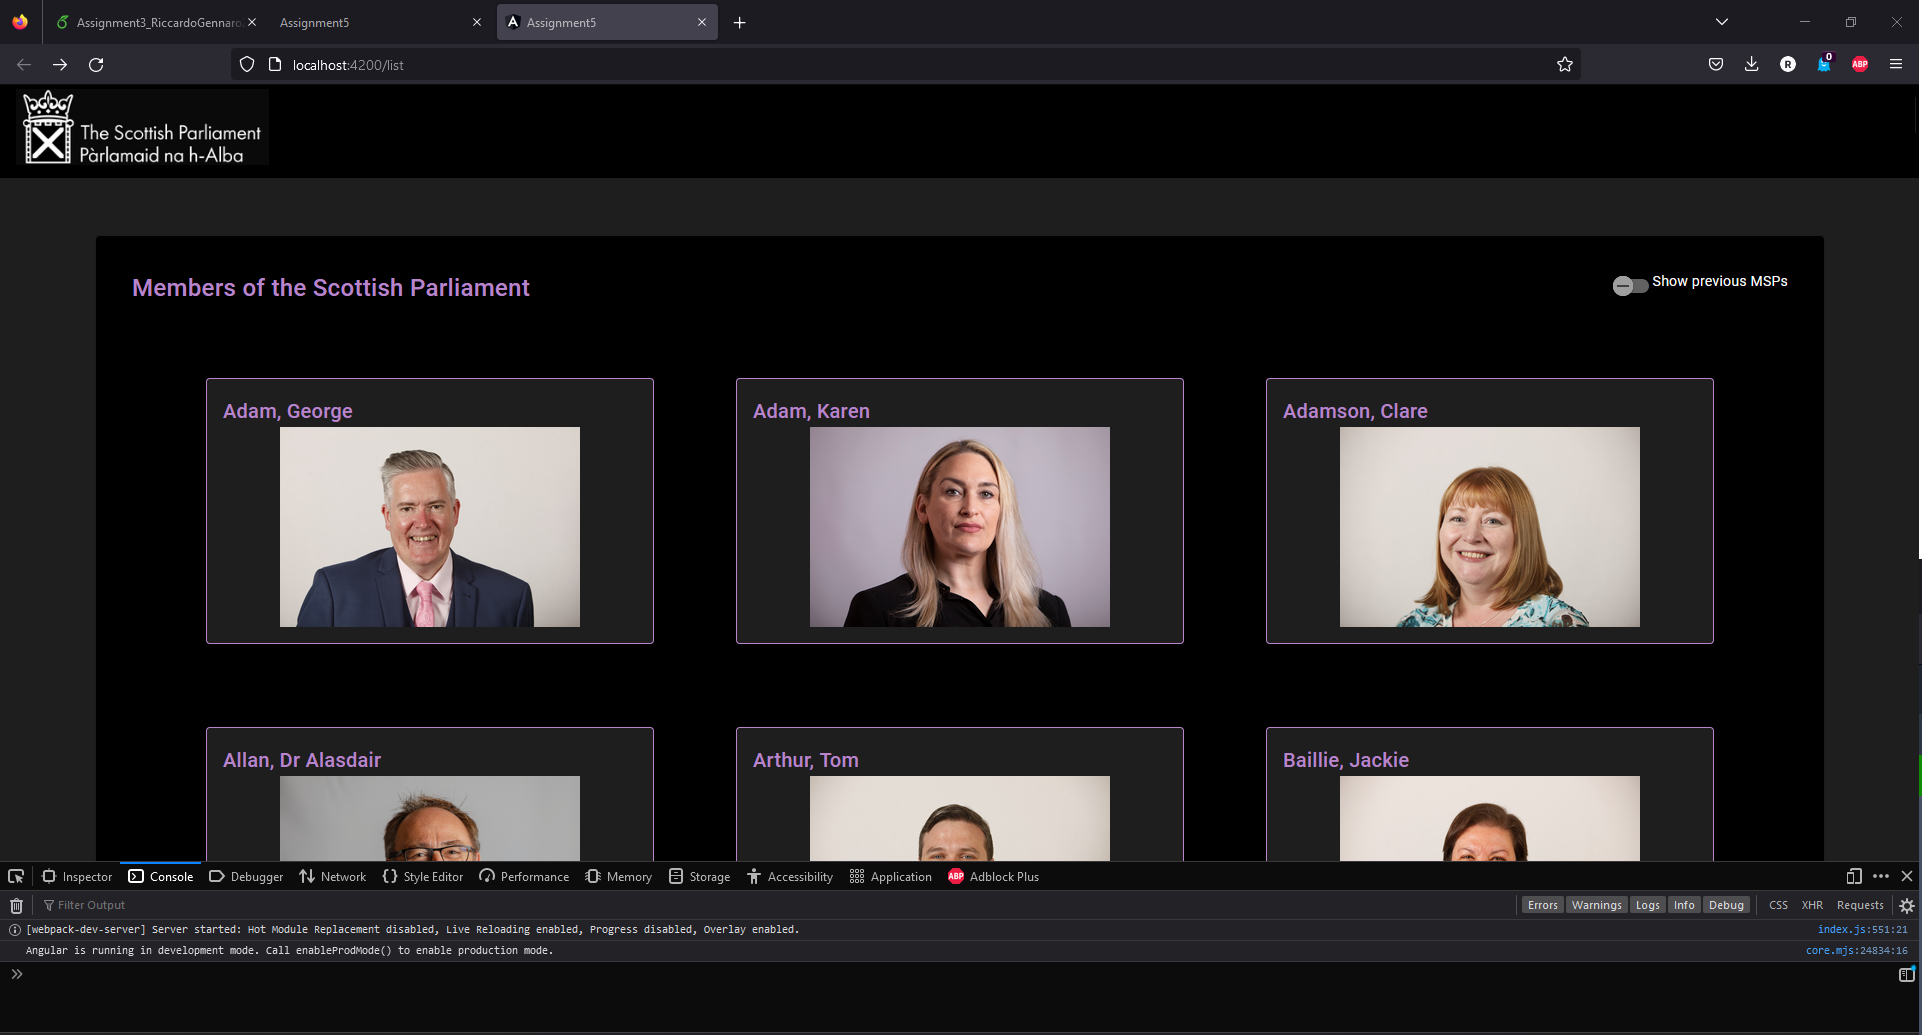 Assignment3_RiccardoGennaro
Assignment5
Assignment5
localhost:4200/list
R
0
ABP
The Scottish Parliament
Pàrlamaid na h-Alba
Members of the Scottish Parliament
Show previous MSPs
Adam, George
Adam, Karen
Adamson, Clare
Allan, Dr Alasdair
Arthur, Tom
Baillie, Jackie
Inspector
Console
Debugger
Network
Style Editor
Performance
Memory
Storage
Accessibility
Application
ABP
Adblock Plus
Filter Output
Errors
Warnings
Logs
Info
Debug
CSS
XHR
Requests
[webpack-dev-server] Server started: Hot Module Replacement disabled, Live Reloading enabled, Progress disabled, Overlay enabled.
index.js:551:21
Angular is running in development mode. Call enableProdMode() to enable production mode.
core.mjs:24834:16